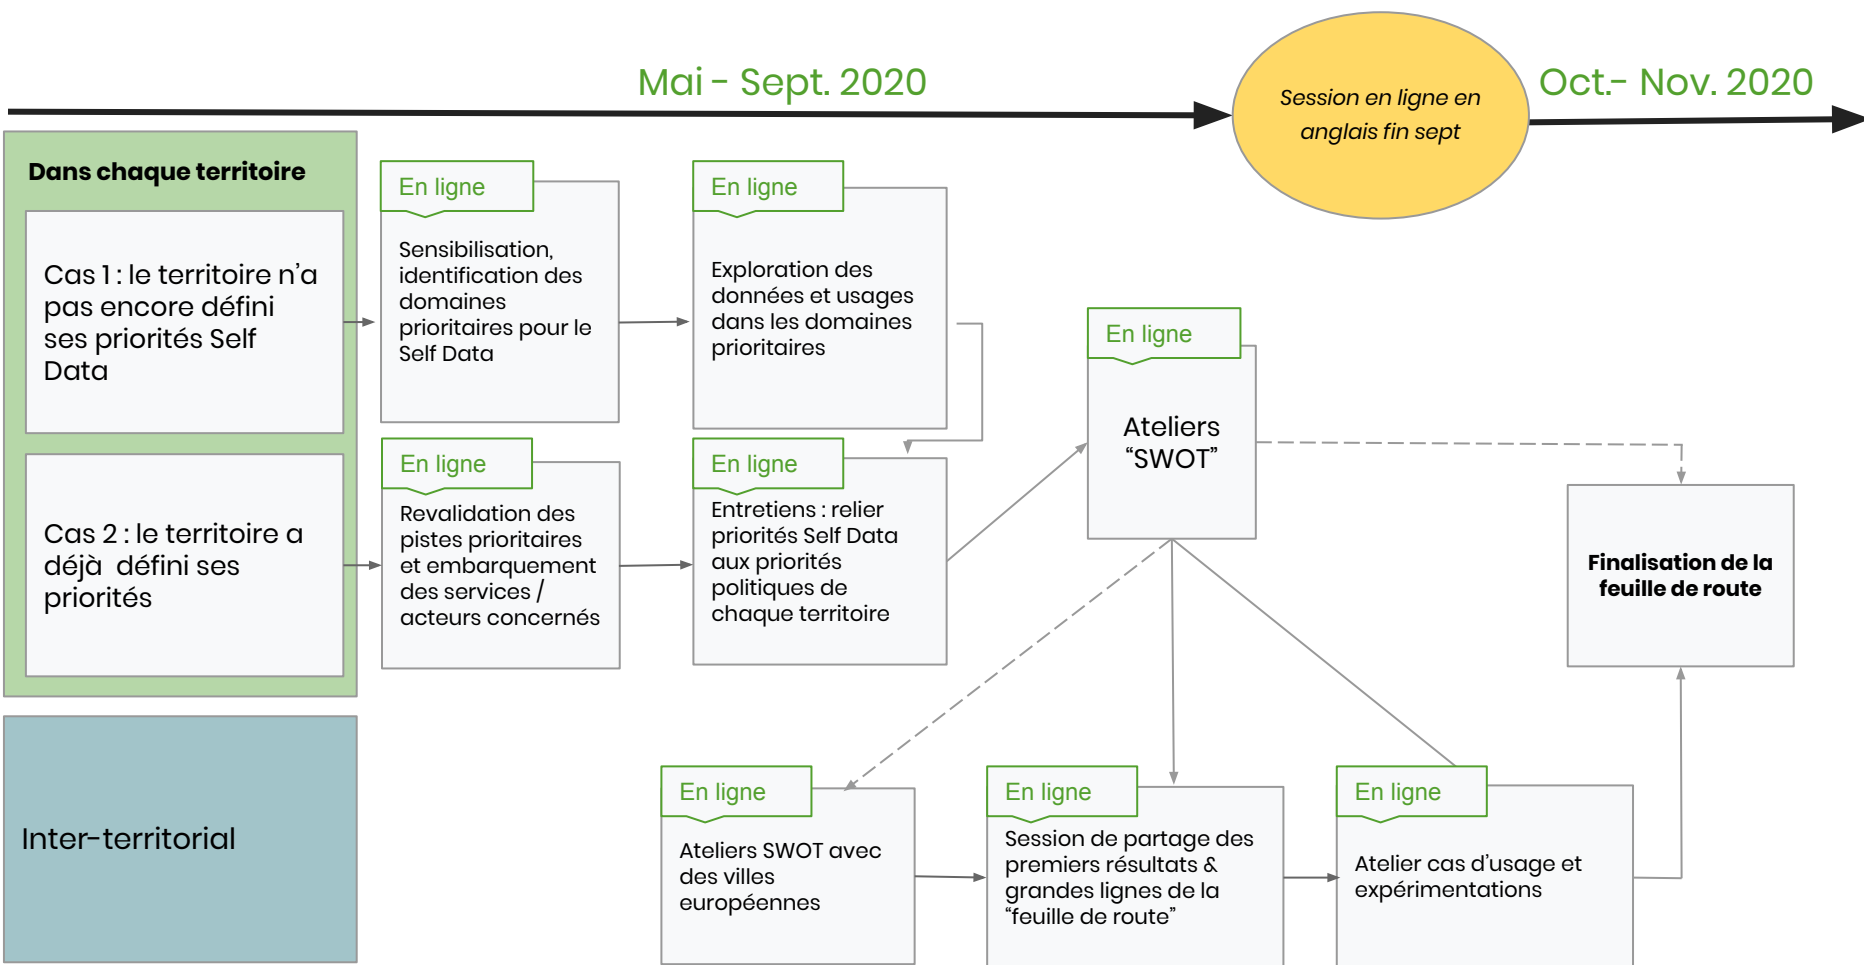 Mai - Sept. 2020
Session en ligne en
anglais fin sept
Oct.- Nov. 2020
Dans chaque territoire
Cas 1 : le territoire n'a
pas encore défini
ses priorités Self
Data
En ligne
Sensibilisation,
identification des
domaines
prioritaires pour le
Self Data
En ligne
Exploration des
données et usages
dans les domaines
prioritaires
Cas 2 : le territoire a
déjà défini ses
priorités
En ligne
Revalidation des
pistes prioritaires
et embarquement
des services /
acteurs concernés
En ligne
Entretiens : relier
priorités Self Data
aux priorités
politiques de
chaque territoire
En ligne
Ateliers
“SWOT”
Finalisation de la
feuille de route
Inter-territorial
En ligne
Ateliers SWOT avec
des villes
européennes
En ligne
Session de partage des
premiers résultats &
grandes lignes de la
“feuille de route”
En ligne
Atelier cas d'usage et
expérimentations